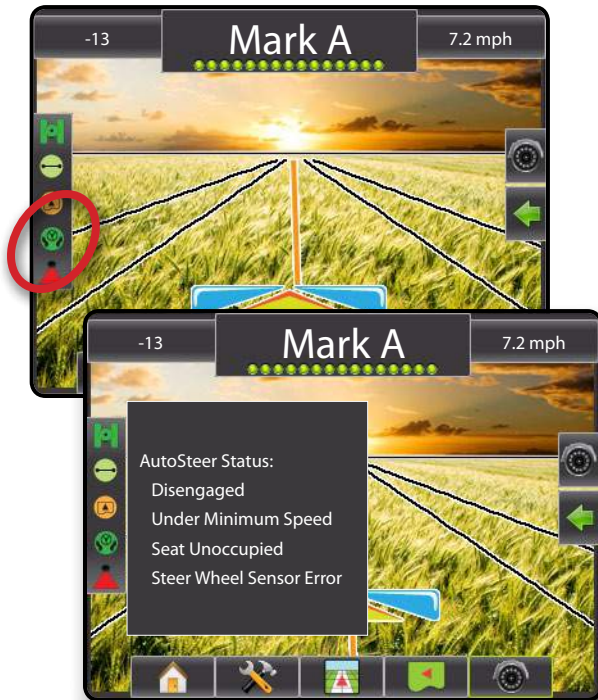 -13
Mark A
7.2 mph
-13
Mark A
7.2 mph
AutoSteer Status:
Disengaged
Under Minimum Speed
Seat Unoccupied
Steer Wheel Sensor Error